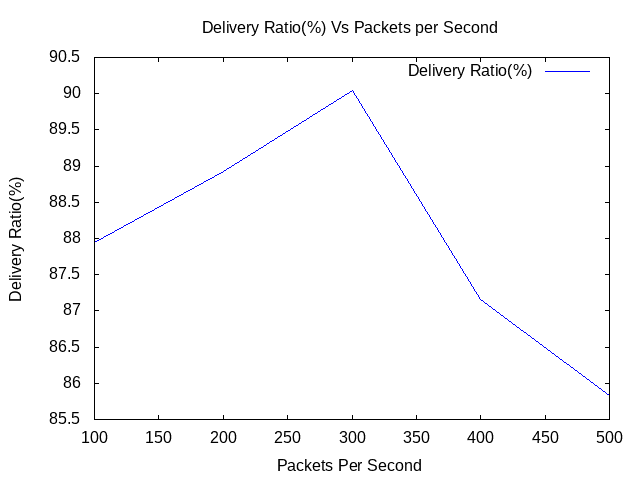 Delivery Ratio(%) Vs Packets per Second
Delivery Ratio(%)
90.5
90
89.5
89
88.5
88
87.5
87
86.5
86
85.5
Delivery Ratio(%)
100 150 200 250 300 350 400 450 500
Packets Per Second